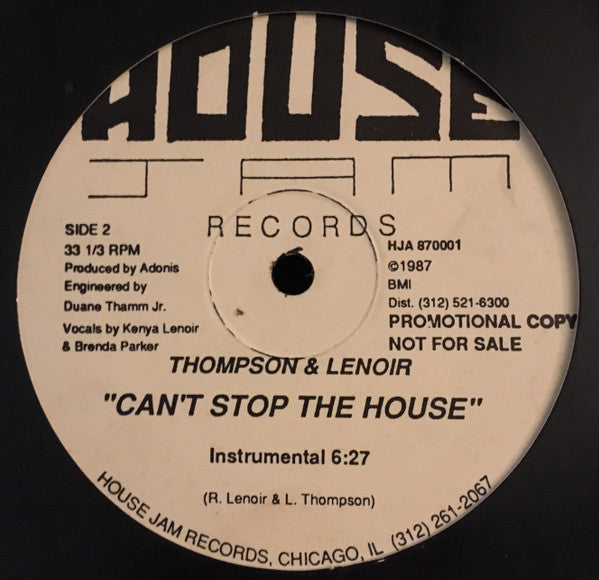 HOUSE
JAM
RECORDS
SIDE 2
33 1/3 RPM
Produced by Adonis
Engineered by
Duane Thamm Jr.
Vocals by Kenya Lenoir
& Brenda Parker
HJA 870001
©1987
BMI
Dist. (312) 521-6300
PROMOTIONAL COPY
NOT FOR SALE
THOMPSON & LENOIR
"CAN'T STOP THE HOUSE"
Instrumental 6:27
(R. Lenoir & L. Thompson)
HOUSE JAM RECORDS, CHICAGO, IL (312) 261-2067